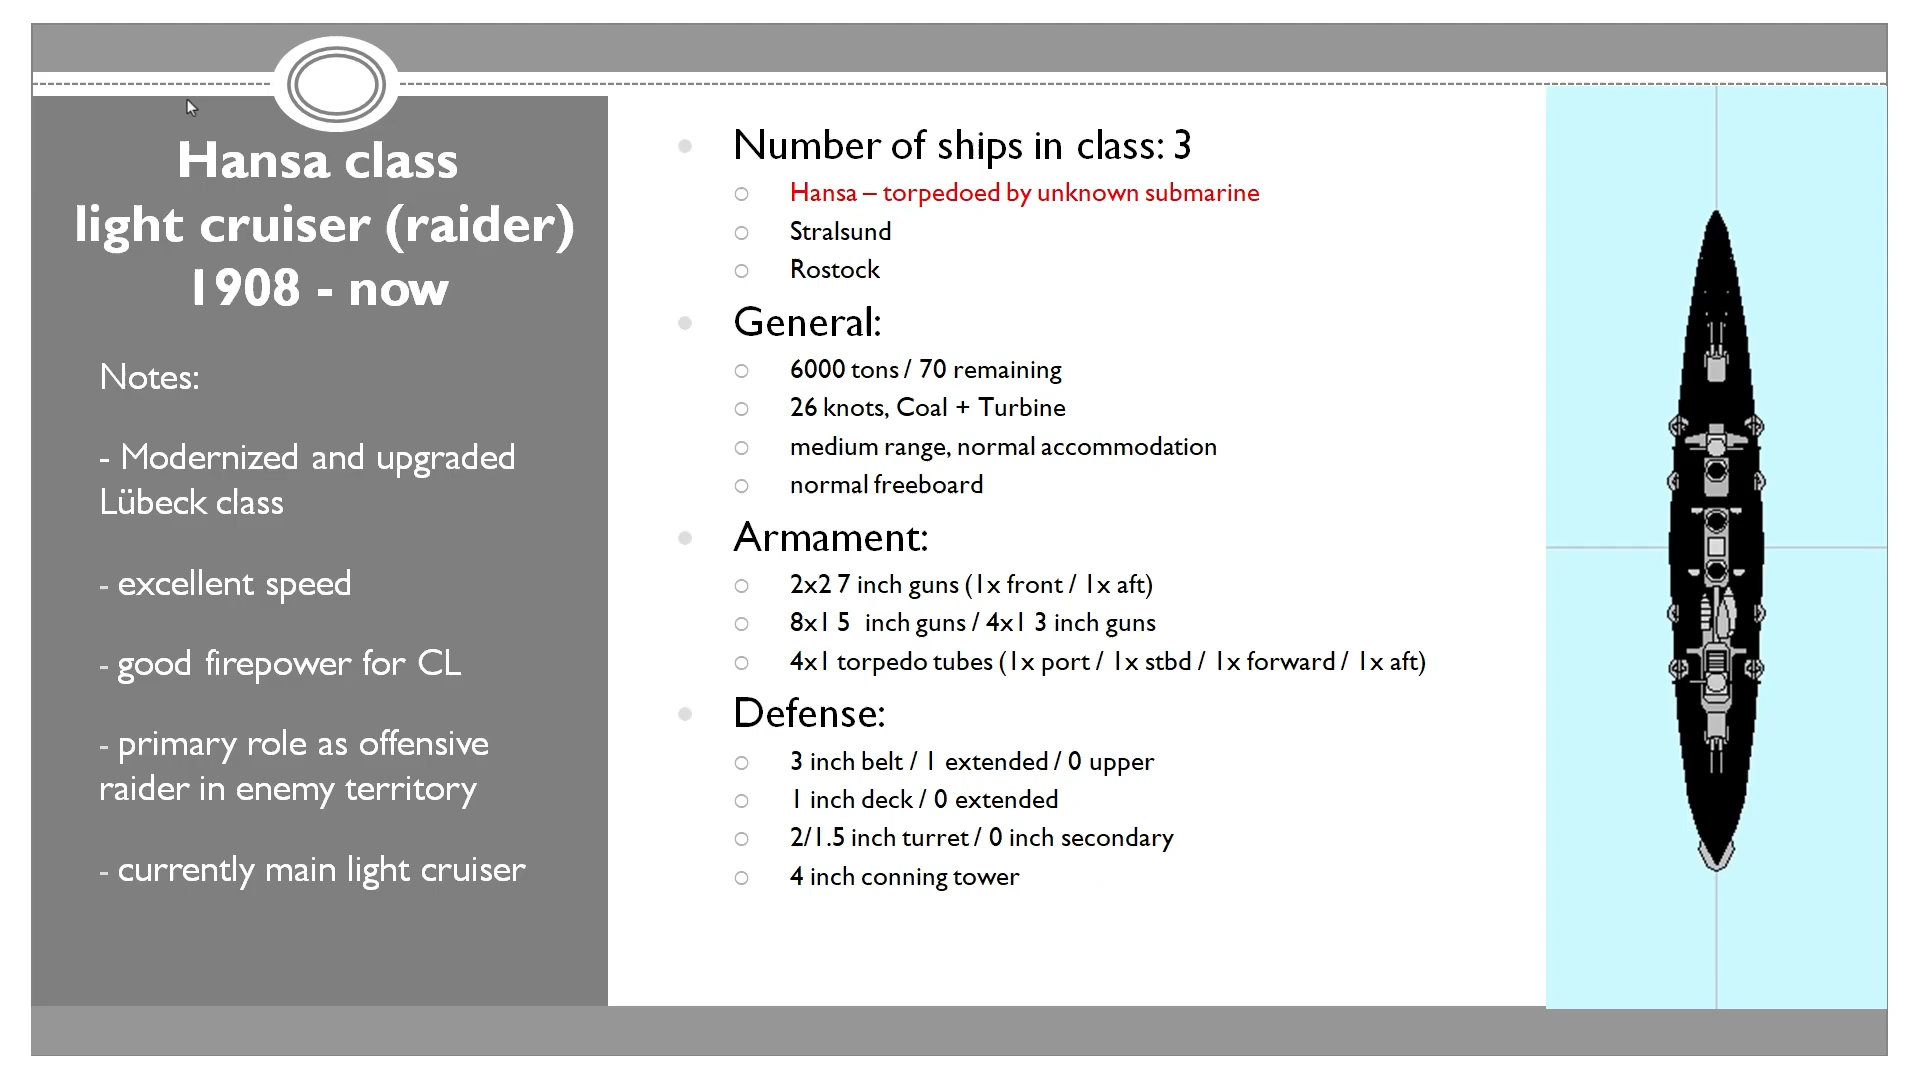 Hansa class
light cruiser (raider)
1908 - now
Notes:
- Modernized and upgraded
Lübeck class
- excellent speed
- good firepower for CL
- primary role as offensive
raider in enemy territory
- currently main light cruiser
Number of ships in class: 3
Hansa – torpedoed by unknown submarine
Stralsund
Rostock
General:
6000 tons / 70 remaining
26 knots, Coal + Turbine
medium range, normal accommodation
normal freeboard
Armament:
2x2 7 inch guns (1x front / 1x aft)
8x1 5 inch guns / 4x1 3 inch guns
4x1 torpedo tubes (1x port / 1x stbd / 1x forward / 1x aft)
Defense:
3 inch belt / 1 extended / 0 upper
1 inch deck / 0 extended
2/1.5 inch turret / 0 inch secondary
4 inch conning tower